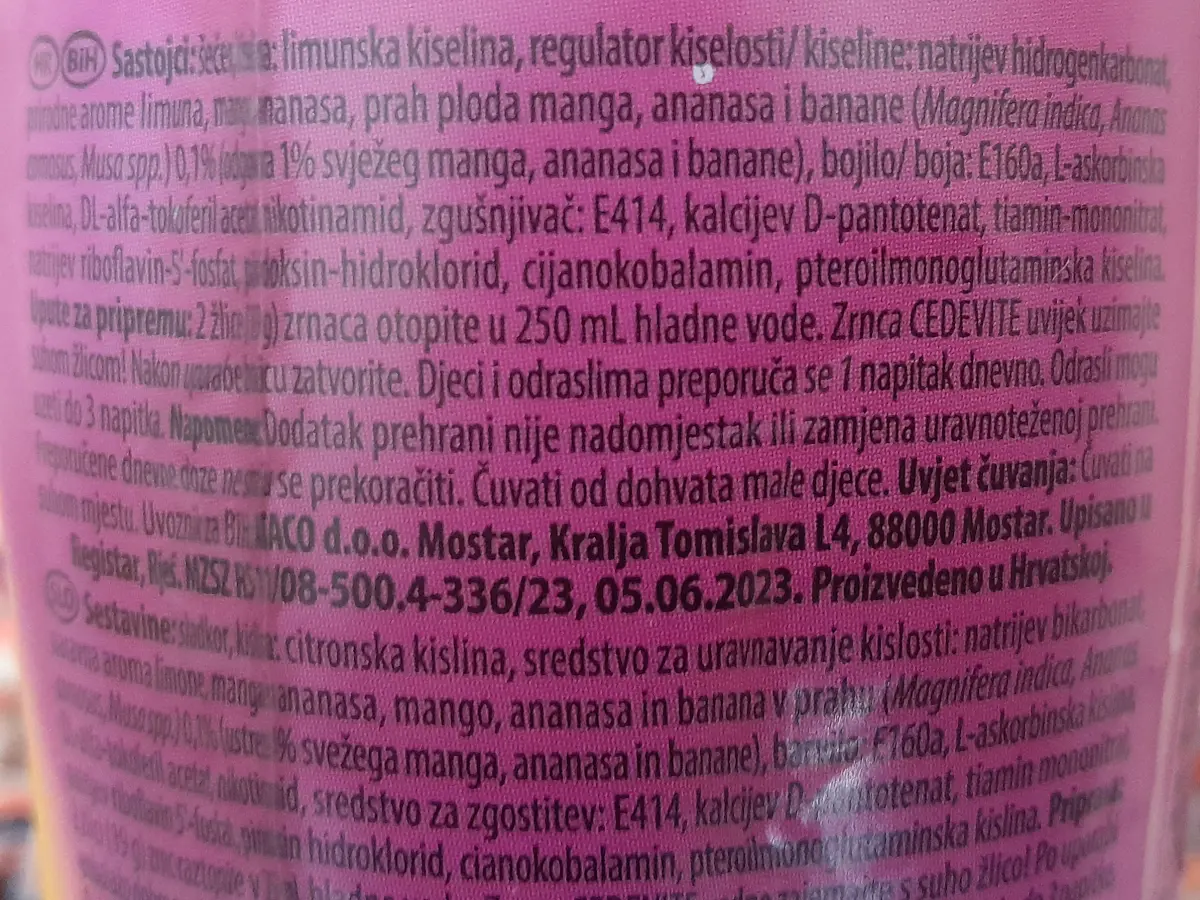 HR BiH Sastojci: limunska kiselina, regulator kiselosti/ kiseline: natrijev hidrogenkarbonat,
arome limuna, ananasa, prah ploda manga, ananasa i banane (Magnifera indica, Ananas
Musa spp.) 0,1% 1% svježeg manga, ananasa i banane), bojilo/ boja: E160a, L-askorbinska
kiselina, DL-alfa-tokoferil acetat nikotinamid, zgušnjivač: E414, kalcijev D-pantotenat, tiamin-mononitrat,
natrijev riboflavin-5'-fosfat, hidroklorid, cijanokobalamin, pteroilmonoglutaminska kiselina.
Upute za pripremu: 2 g) zrnaca otopite u 250 mL hladne vode. Zrnca CEDEVITE uvijek uzimajte
suhom žlicom! Nakon zatvorite. Djeci i odraslima preporuča se 1 napitak dnevno. Odrasli mogu
uzeti do 3 napitka. Napomena: Dodatak prehrani nije nadomjestak ili zamjena uravnoteženoj prehrani.
Preporučene dnevne doze ne se prekoračiti. Čuvati od dohvata male djece. Uvjet čuvanja: Čuvati na
suhom mjestu. Uvoznik za d.o.o. Mostar, Kralja Tomislava L4, 88000 Mostar. Upisano u
Registar, Rješ. /08-500.4-336/23, 05.06.2023. Proizvedeno u Hrvatskoj.
SLO Sestavine: sladkor, citronska kislina, sredstvo za uravnavanje kislosti: natrijev bikarbonat,
aroma limone, ananasa, mango, ananasa in banana v prahu (Magnifera indica, Ananas
Musa spp.) 0,1% % svežega manga, ananasa in banane), E160a, L-askorbinska kislina,
acetat, sredstvo za zgostitev: E414, kalcijev tiamin mononitrat,
hidroklorid, cianokobalamin, kislina.
CEDEVITE s suho žlico! Po